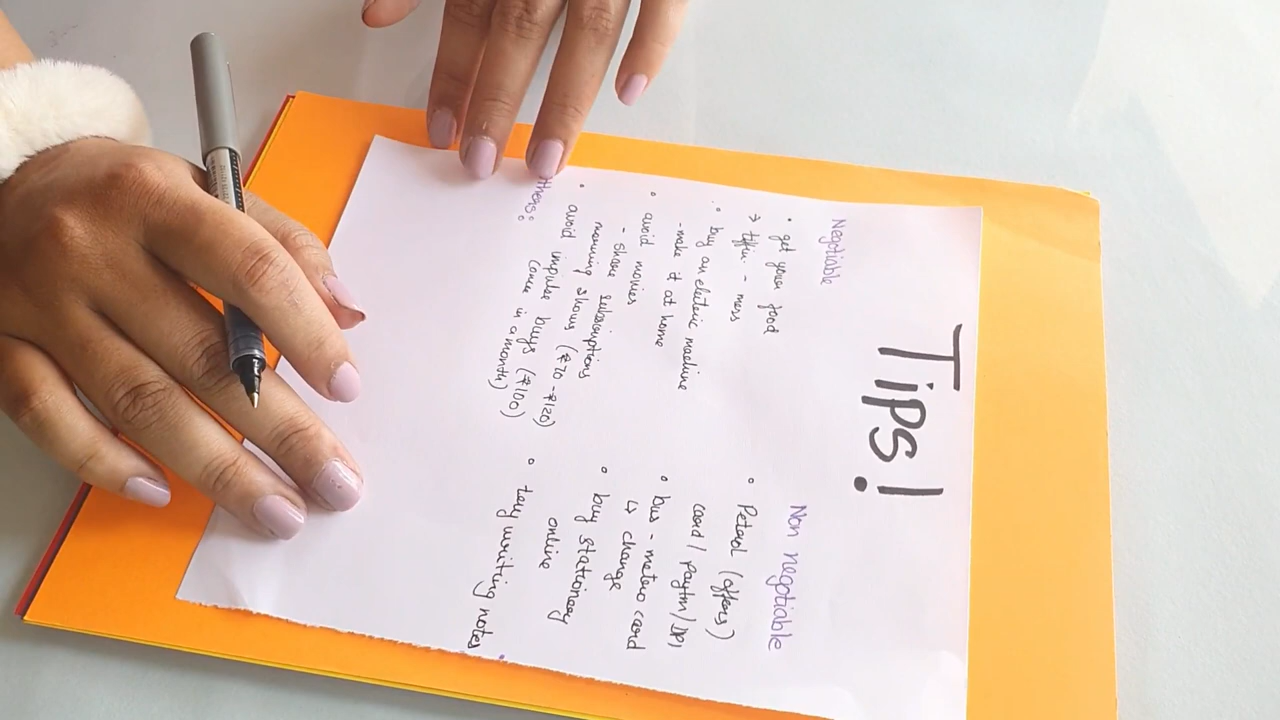 Tips!
Negotiable
• get your food
→ tiffin - mess
• buy an electric machine
- make it at home
• avoid movies
- share subscriptions
morning shows (₹70 - ₹120)
• avoid impulse buys (₹100)
(once in a month)
thers:
Non negotiable
• Petrol (offers)
card / Paytm / UPI
• bus - metro card
↳ change
• buy stationery
online
• try writing notes